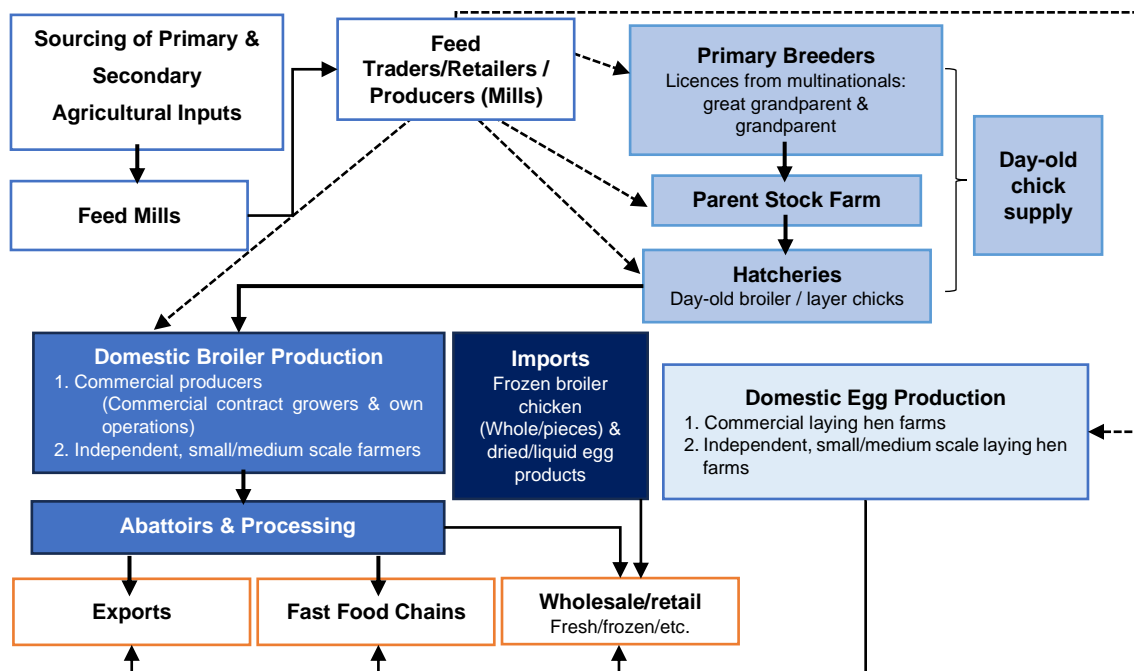 Sourcing of Primary &
Secondary
Agricultural Inputs
Feed Mills
Feed
Traders/Retailers /
Producers (Mills)
Primary Breeders
Licences from multinationals:
great grandparent &
grandparent
Parent Stock Farm
Hatcheries
Day-old broiler / layer chicks
Day-old
chick
supply
Domestic Broiler Production
1. Commercial producers
(Commercial contract growers & own
operations)
2. Independent, small/medium scale farmers
Imports
Frozen broiler
chicken
(Whole/pieces) &
dried/liquid egg
products
Domestic Egg Production
1. Commercial laying hen farms
2. Independent, small/medium scale laying hen
farms
Abattoirs & Processing
Exports
Fast Food Chains
Wholesale/retail
Fresh/frozen/etc.